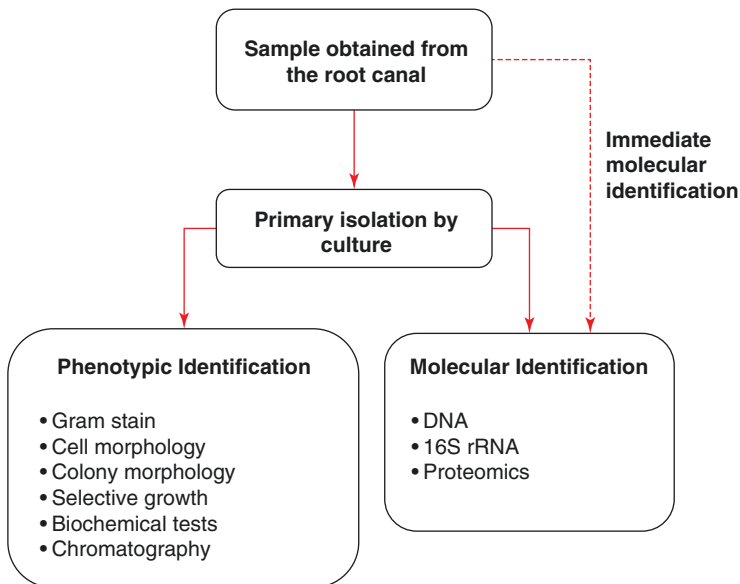 Sample obtained from
the root canal
Immediate
molecular
identification
Primary isolation by
culture
Phenotypic Identification
• Gram stain
• Cell morphology
• Colony morphology
• Selective growth
• Biochemical tests
• Chromatography
Molecular Identification
• DNA
• 16S rRNA
• Proteomics